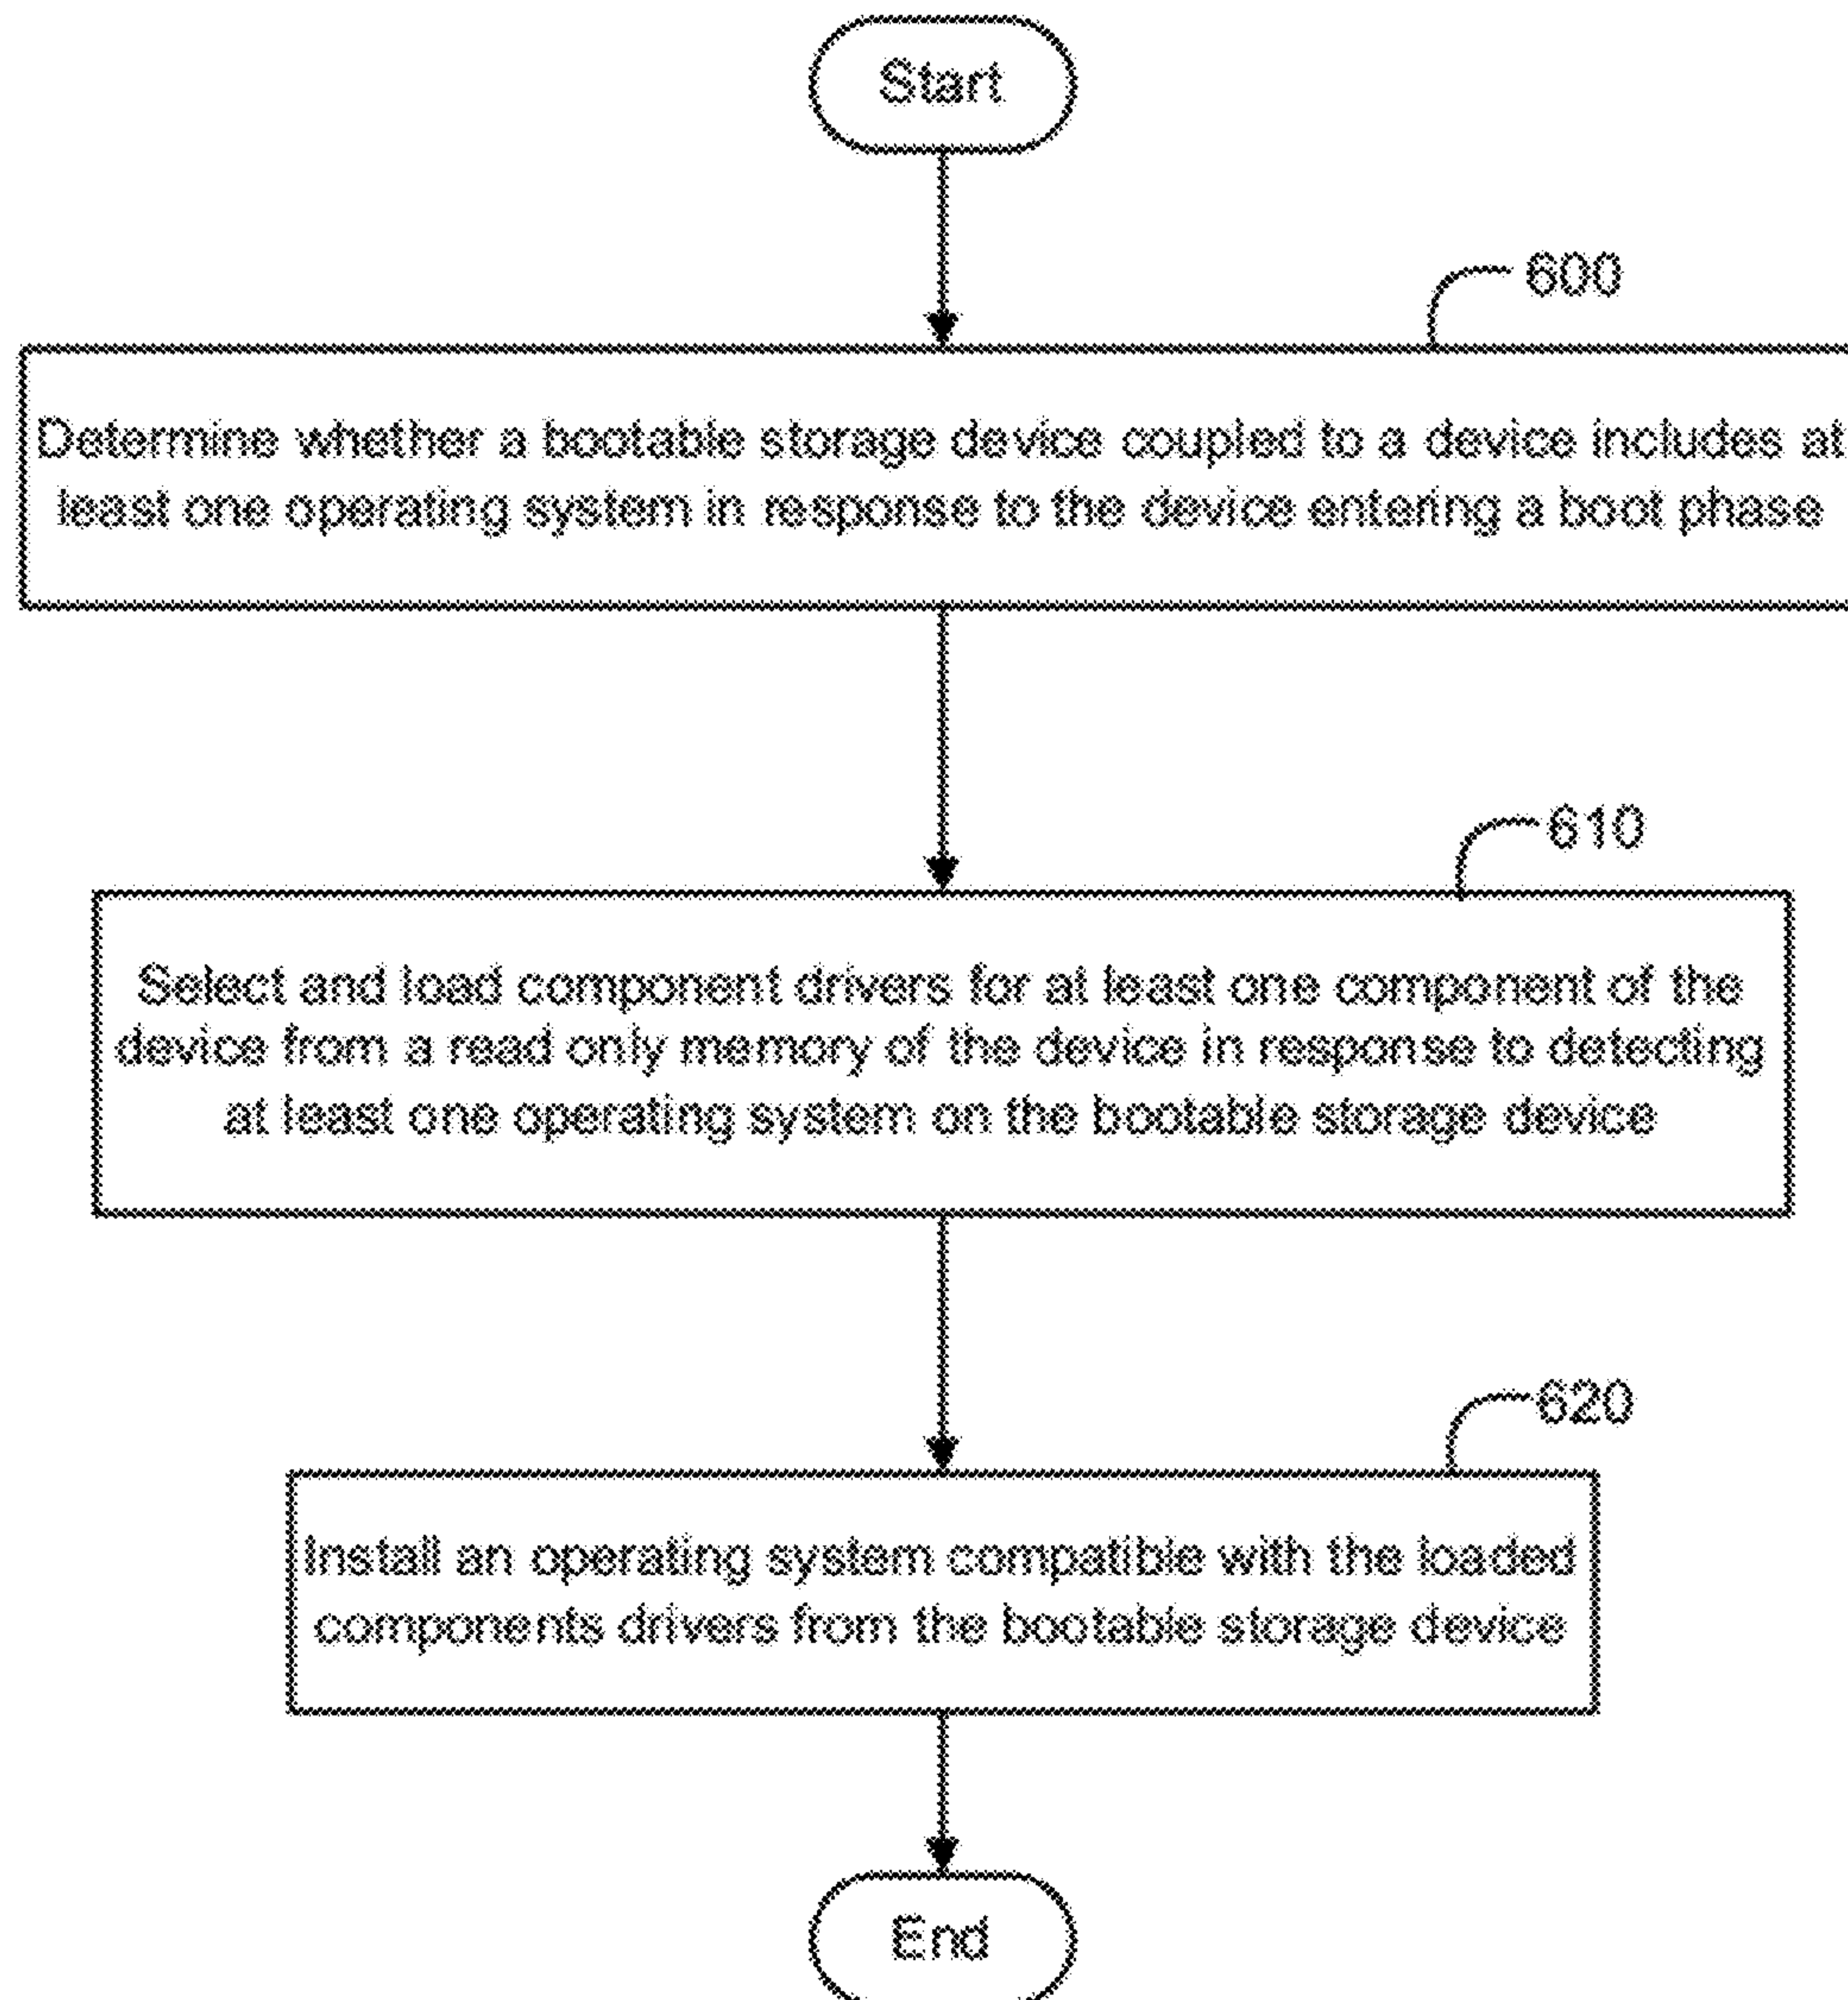 Start
600
Determine whether a bootable storage device coupled to a device includes at
least one operating system in response to the device entering a boot phase
610
Select and load component drivers for at least one component of the
device from a read only memory of the device in response to detecting
at least one operating system on the bootable storage device
620
Install an operating system compatible with the loaded
components drivers from the bootable storage device
End